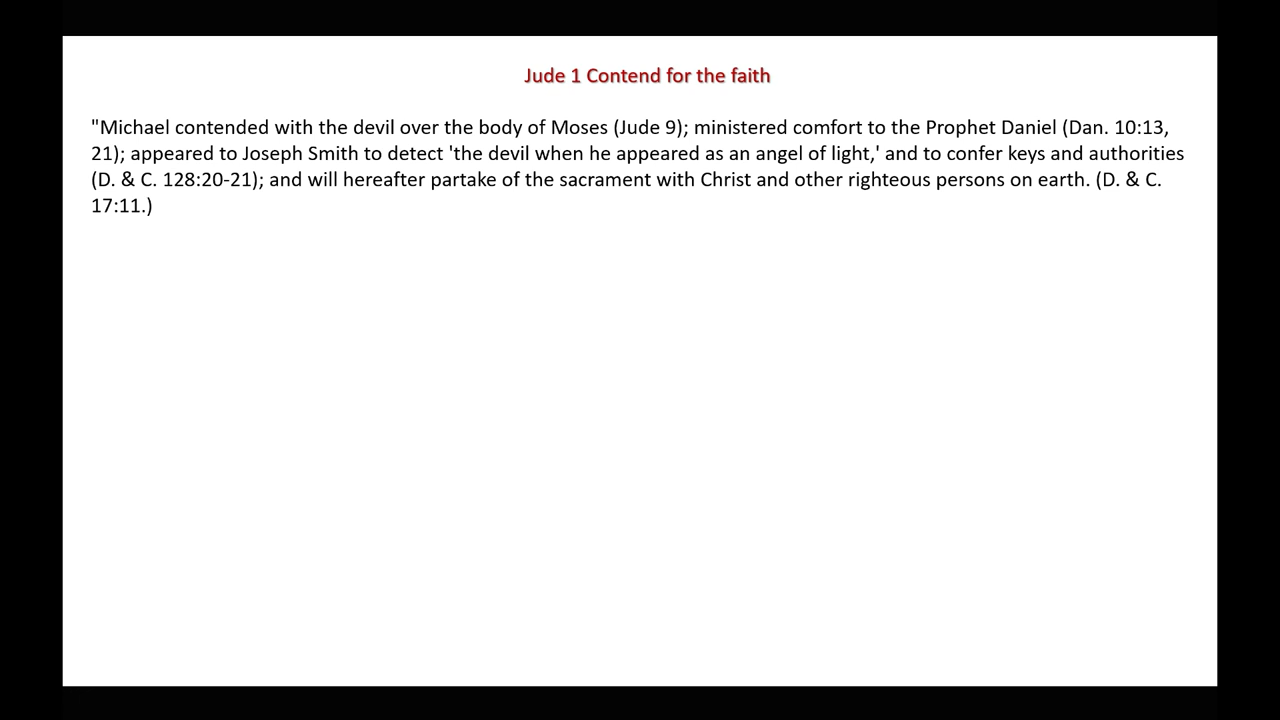 Jude 1 Contend for the faith
"Michael contended with the devil over the body of Moses (Jude 9); ministered comfort to the Prophet Daniel (Dan. 10:13,
21); appeared to Joseph Smith to detect 'the devil when he appeared as an angel of light,' and to confer keys and authorities
(D. & C. 128:20-21); and will hereafter partake of the sacrament with Christ and other righteous persons on earth. (D. & C.
17:11.)